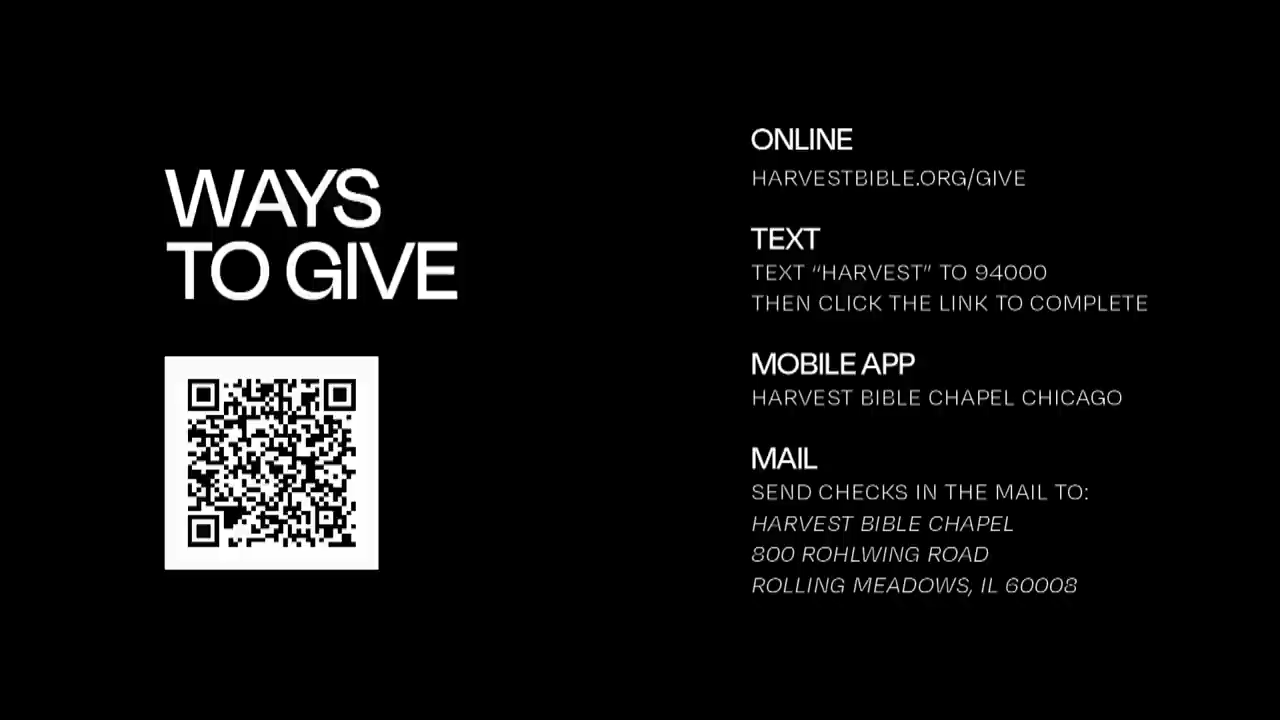 WAYS
TO GIVE
ONLINE
HARVESTBIBLE.ORG/GIVE
TEXT
TEXT “HARVEST” TO 94000
THEN CLICK THE LINK TO COMPLETE
MOBILE APP
HARVEST BIBLE CHAPEL CHICAGO
MAIL
SEND CHECKS IN THE MAIL TO:
HARVEST BIBLE CHAPEL
800 ROHLWING ROAD
ROLLING MEADOWS, IL 60008